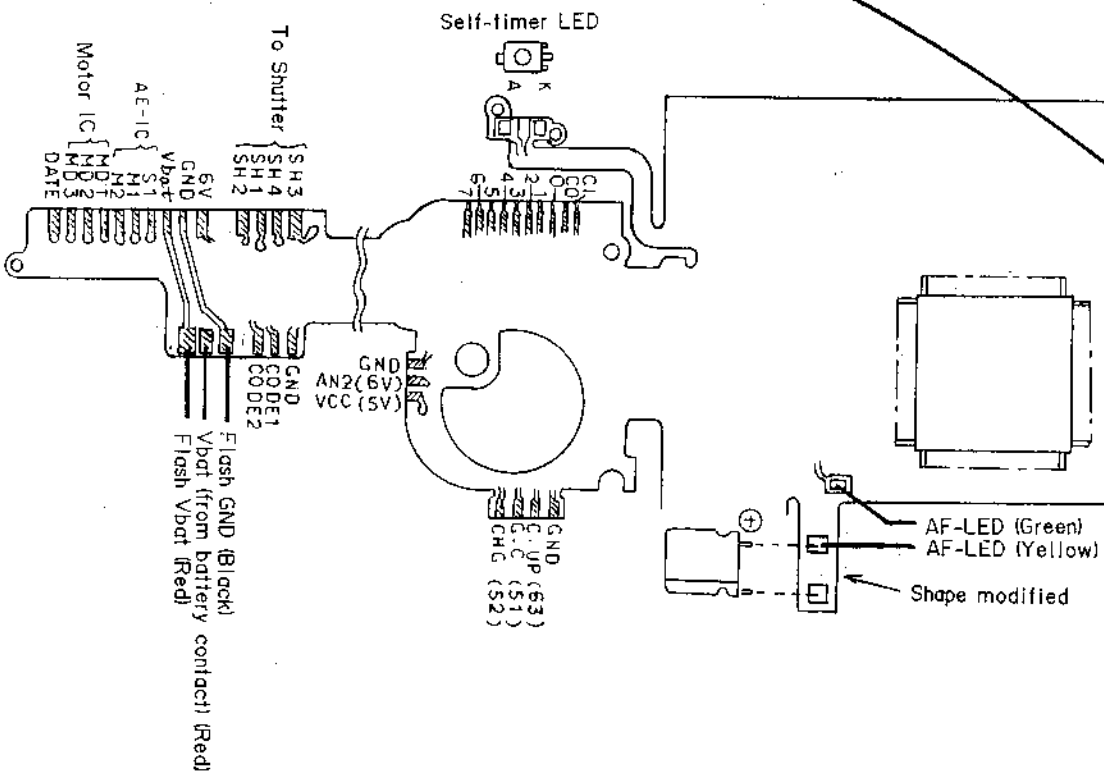 Self-timer LED
A
K
To Shutter
SH3
SH4
SH1
SH2
6V
GND
Vbat
AE-IC
S1
M1
M2
Motor IC
MD1
MD2
MD3
DATE
CL
CO
0
1
2
3
4
5
6
7
GND
CODE1
CODE2
Flash GND (Black)
Vbat (from battery contact) (Red)
Flash Vbat (Red)
GND
AN2(6V)
VCC (5V)
GND
C.UP (63)
G.C (51)
CHG (52)
+
AF-LED (Green)
AF-LED (Yellow)
Shape modified